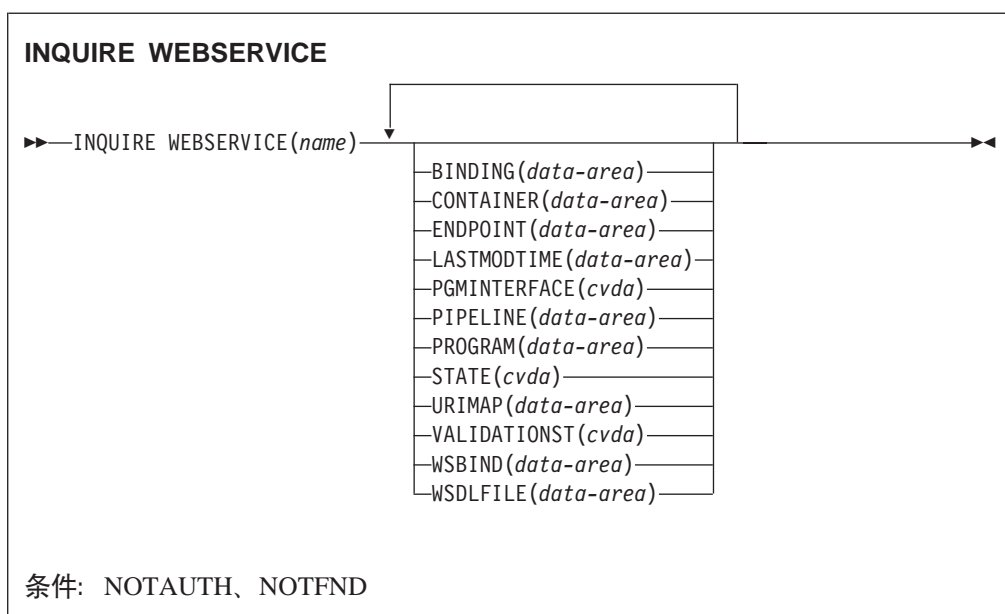 INQUIRE WEBSERVICE
INQUIRE WEBSERVICE(name)
BINDING(data-area)
CONTAINER(data-area)
ENDPOINT(data-area)
LASTMODTIME(data-area)
PGMINTERFACE(cvda)
PIPELINE(data-area)
PROGRAM(data-area)
STATE(cvda)
URIMAP(data-area)
VALIDATIONST(cvda)
WSBIND(data-area)
WSDLFILE(data-area)
条件: NOTAUTH、NOTFND